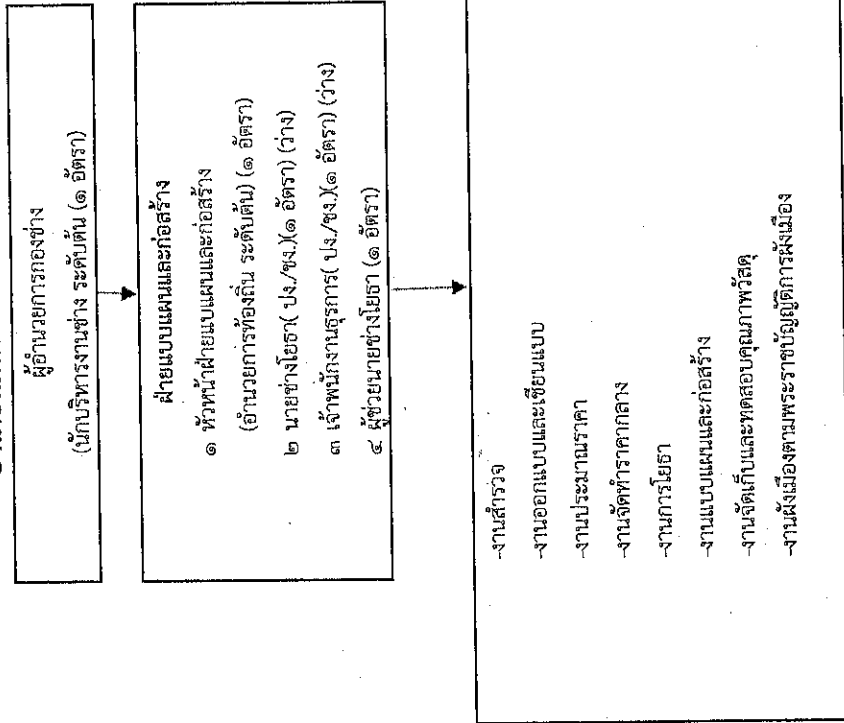 ผู้อำนวยการกองช่าง
(นักบริหารงานช่าง ระดับต้น (๑ อัตรา)
ฝ่ายแบบแผนและก่อสร้าง
๑ หัวหน้าฝ่ายแบบแผนและก่อสร้าง
(อำนวยการท้องถิ่น ระดับต้น) (๑ อัตรา)
๒ นายช่างโยธา( ปง./ชง.)(๑ อัตรา) (ว่าง)
๓ เจ้าพนักงานธุรการ( ปง./ชง.)(๑ อัตรา) (ว่าง)
๔ ผู้ช่วยนายช่างโยธา (๑ อัตรา)
-งานสำรวจ
-งานออกแบบและเขียนแบบ
-งานประมาณราคา
-งานจัดทำราคากลาง
-งานการโยธา
-งานแบบแผนและก่อสร้าง
-งานจัดเก็บและทดสอบคุณภาพวัสดุ
-งานผังเมืองตามพระราชบัญญัติการผังเมือง